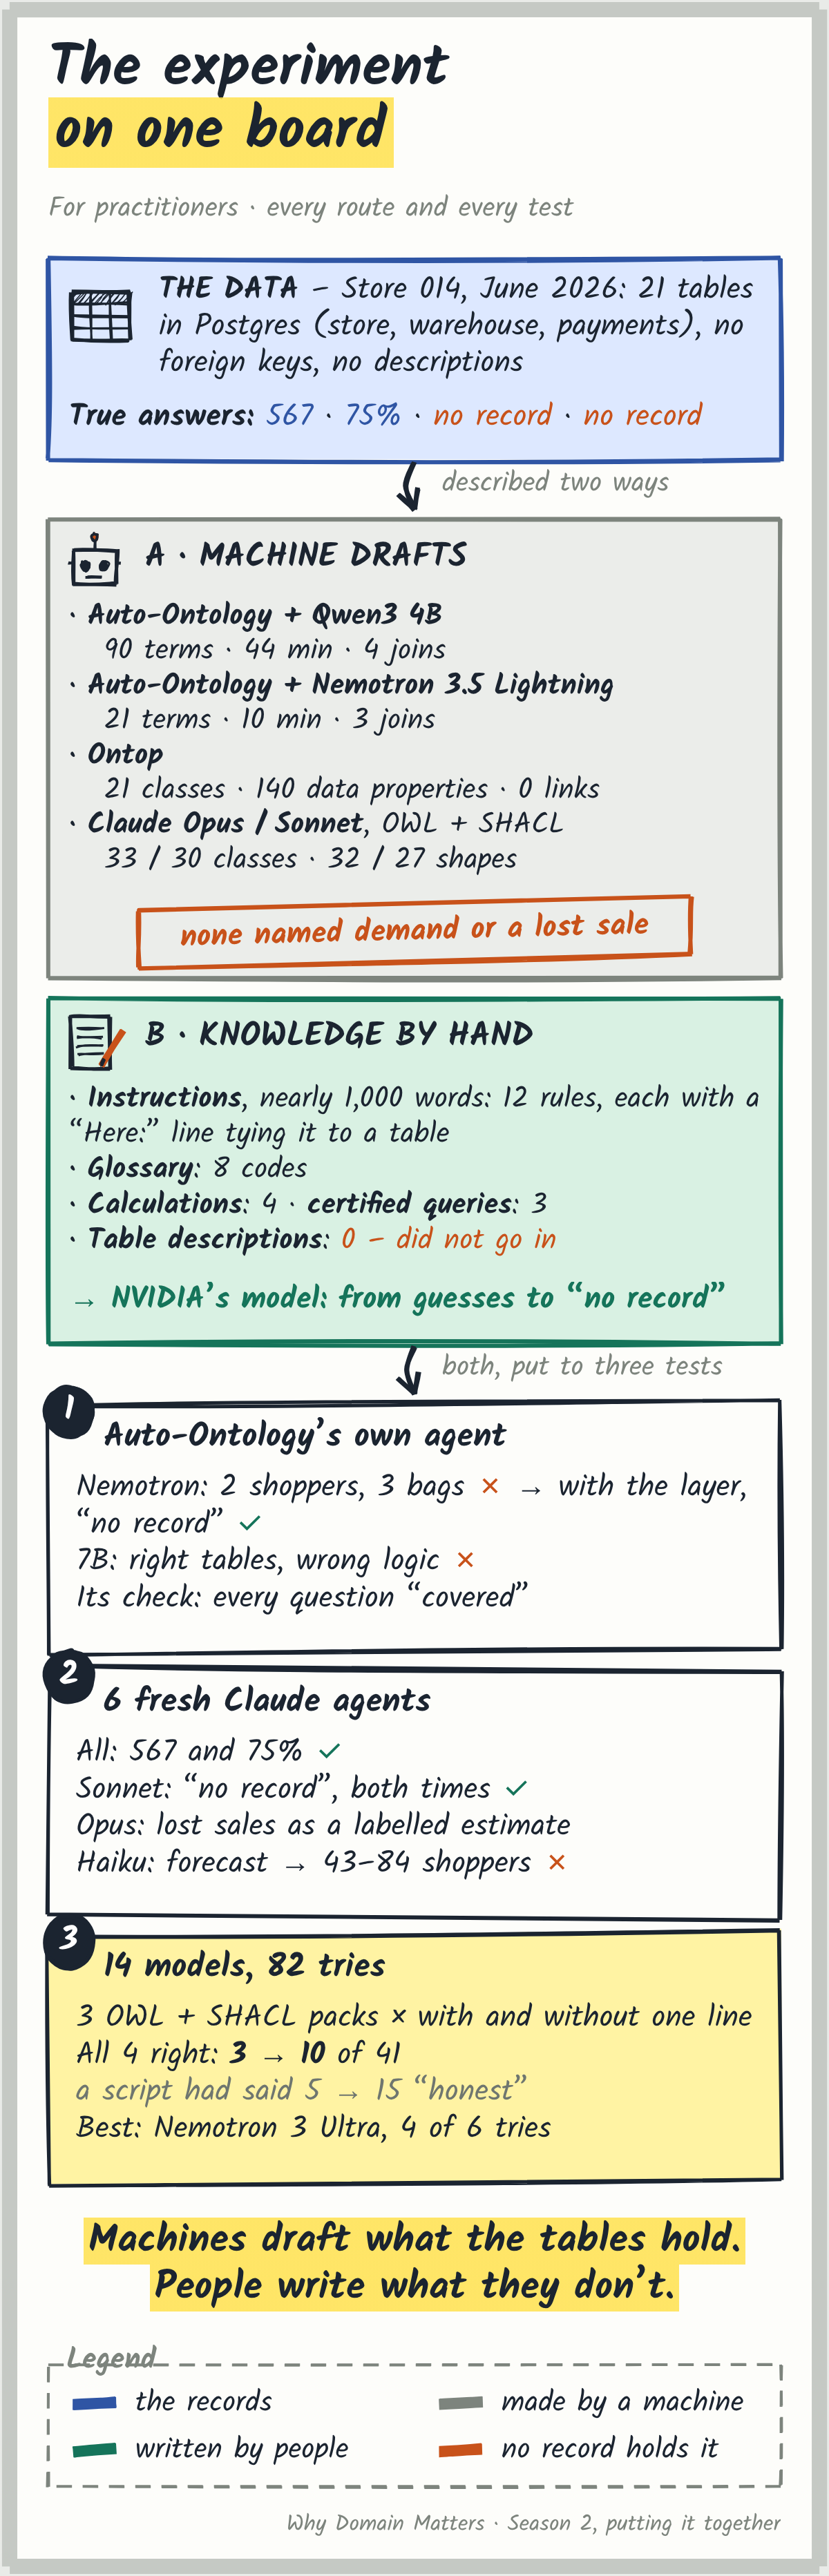 The experiment
on one board
For practitioners · every route and every test
THE DATA – Store 014, June 2026: 21 tables
in Postgres (store, warehouse, payments), no
foreign keys, no descriptions
True answers: 567 · 75% · no record · no record
described two ways
A · MACHINE DRAFTS
· Auto-Ontology + Qwen3 4B
90 terms · 44 min · 4 joins
· Auto-Ontology + Nemotron 3.5 Lightning
21 terms · 10 min · 3 joins
· Ontop
21 classes · 140 data properties · 0 links
· Claude Opus / Sonnet, OWL + SHACL
33 / 30 classes · 32 / 27 shapes
none named demand or a lost sale
B · KNOWLEDGE BY HAND
· Instructions, nearly 1,000 words: 12 rules, each with a
“Here:” line tying it to a table
· Glossary: 8 codes
· Calculations: 4 · certified queries: 3
· Table descriptions: 0 – did not go in
→ NVIDIA’s model: from guesses to “no record”
both, put to three tests
1
Auto-Ontology’s own agent
Nemotron: 2 shoppers, 3 bags ✕ → with the layer,
“no record” ✓
7B: right tables, wrong logic ✕
Its check: every question “covered”
2
6 fresh Claude agents
All: 567 and 75% ✓
Sonnet: “no record”, both times ✓
Opus: lost sales as a labelled estimate
Haiku: forecast → 43–84 shoppers ✕
3
14 models, 82 tries
3 OWL + SHACL packs × with and without one line
All 4 right: 3 → 10 of 41
a script had said 5 → 15 “honest”
Best: Nemotron 3 Ultra, 4 of 6 tries
Machines draft what the tables hold.
People write what they don’t.
Legend
the records
made by a machine
written by people
no record holds it
Why Domain Matters · Season 2, putting it together